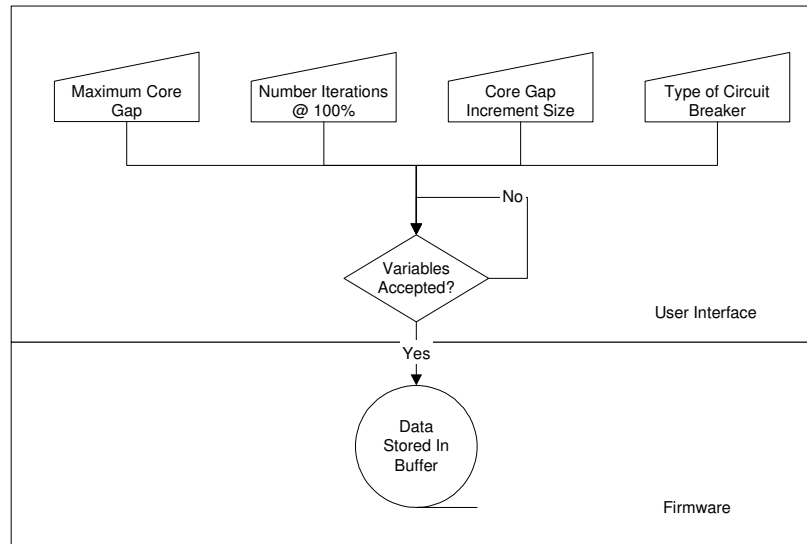 Maximum Core
Gap
Number Iterations
@ 100%
Core Gap
Increment Size
Type of Circuit
Breaker
No
Variables
Accepted?
User Interface
Yes
Data
Stored In
Buffer
Firmware